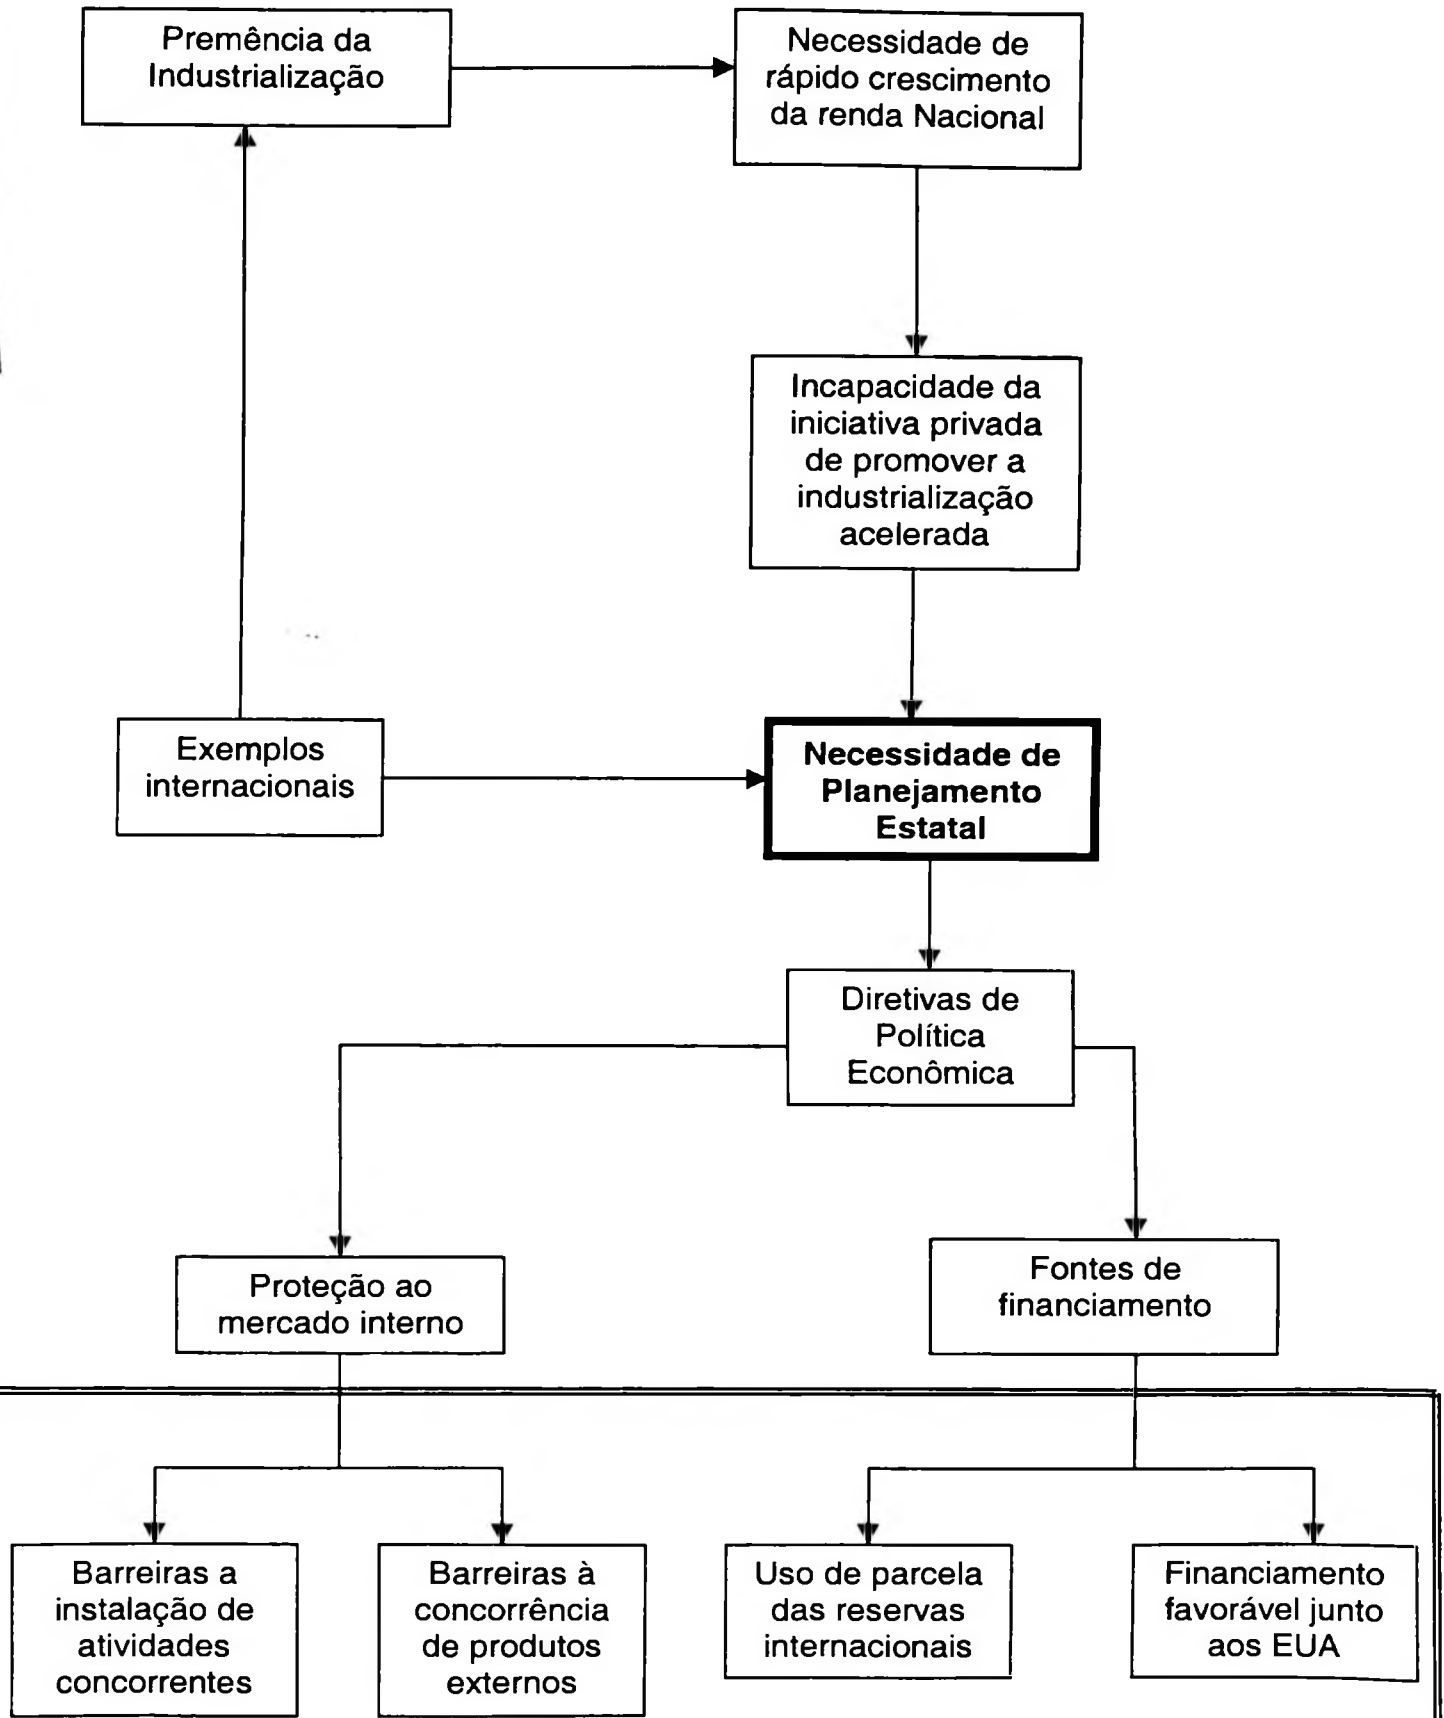 Premência da
Industrialização
Necessidade de
rápido crescimento
da renda Nacional
Incapacidade da
iniciativa privada
de promover a
industrialização
acelerada
Exemplos
internacionais
Necessidade de
Planejamento
Estatal
Diretivas de
Política
Econômica
Proteção ao
mercado interno
Fontes de
financiamento
Barreiras a
instalação de
atividades
concorrentes
Barreiras à
concorrência
de produtos
externos
Uso de parcela
das reservas
internacionais
Financiamento
favorável junto
aos EUA